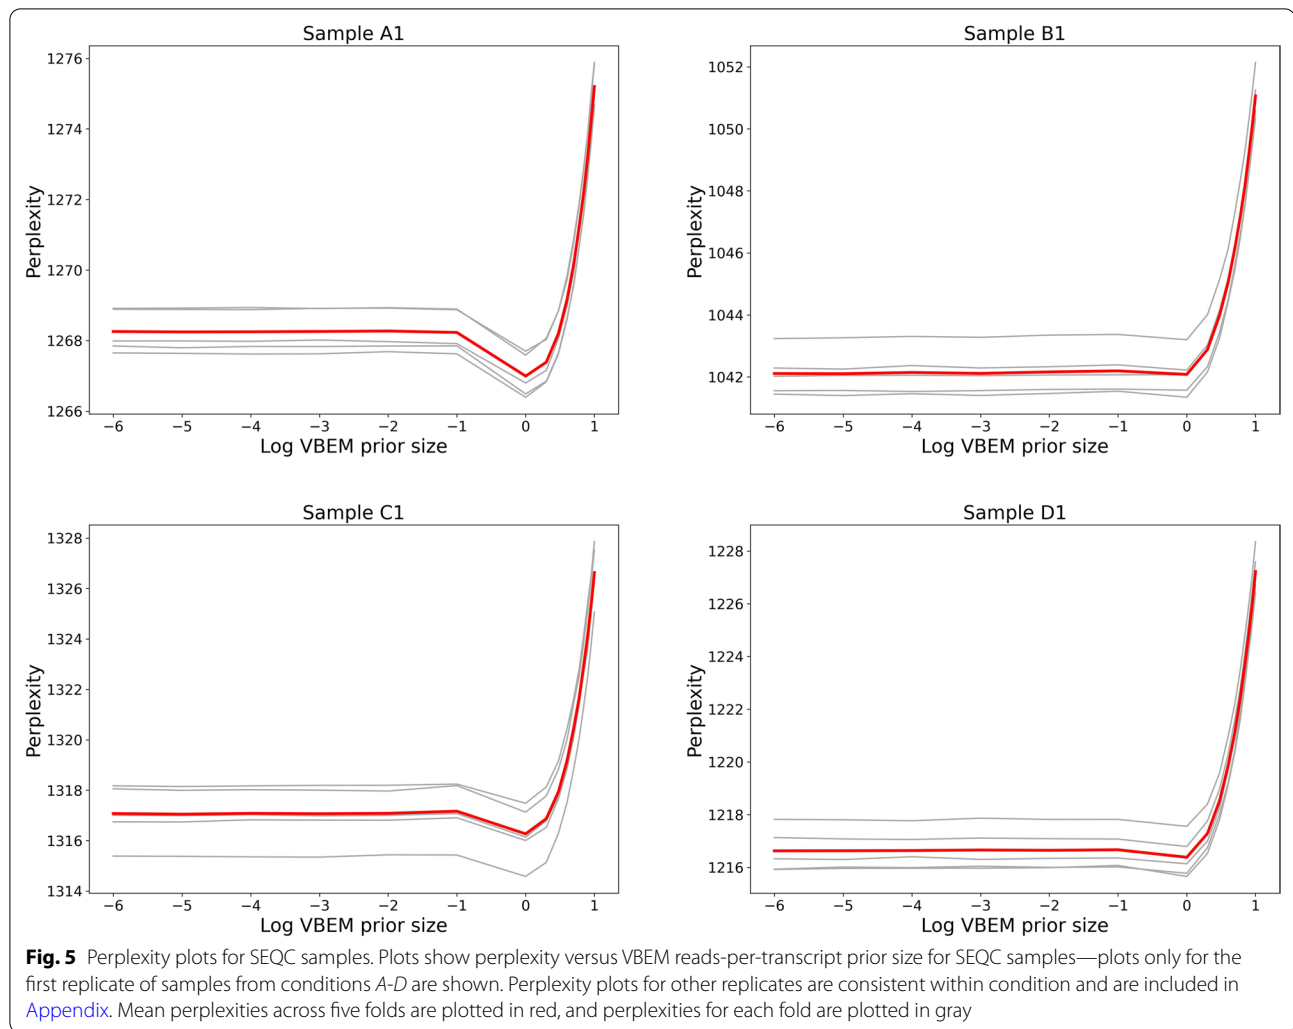 Sample A1
1276
1274
1272
1270
1268
1266
Perplexity
−6 −5 −4 −3 −2 −1 0 1
Log VBEM prior size
Sample B1
1052
1050
1048
1046
1044
1042
Perplexity
−6 −5 −4 −3 −2 −1 0 1
Log VBEM prior size
Sample C1
1328
1326
1324
1322
1320
1318
1316
1314
Perplexity
−6 −5 −4 −3 −2 −1 0 1
Log VBEM prior size
Sample D1
1228
1226
1224
1222
1220
1218
1216
Perplexity
−6 −5 −4 −3 −2 −1 0 1
Log VBEM prior size
Fig. 5 Perplexity plots for SEQC samples. Plots show perplexity versus VBEM reads-per-transcript prior size for SEQC samples—plots only for the
first replicate of samples from conditions A-D are shown. Perplexity plots for other replicates are consistent within condition and are included in
Appendix. Mean perplexities across five folds are plotted in red, and perplexities for each fold are plotted in gray